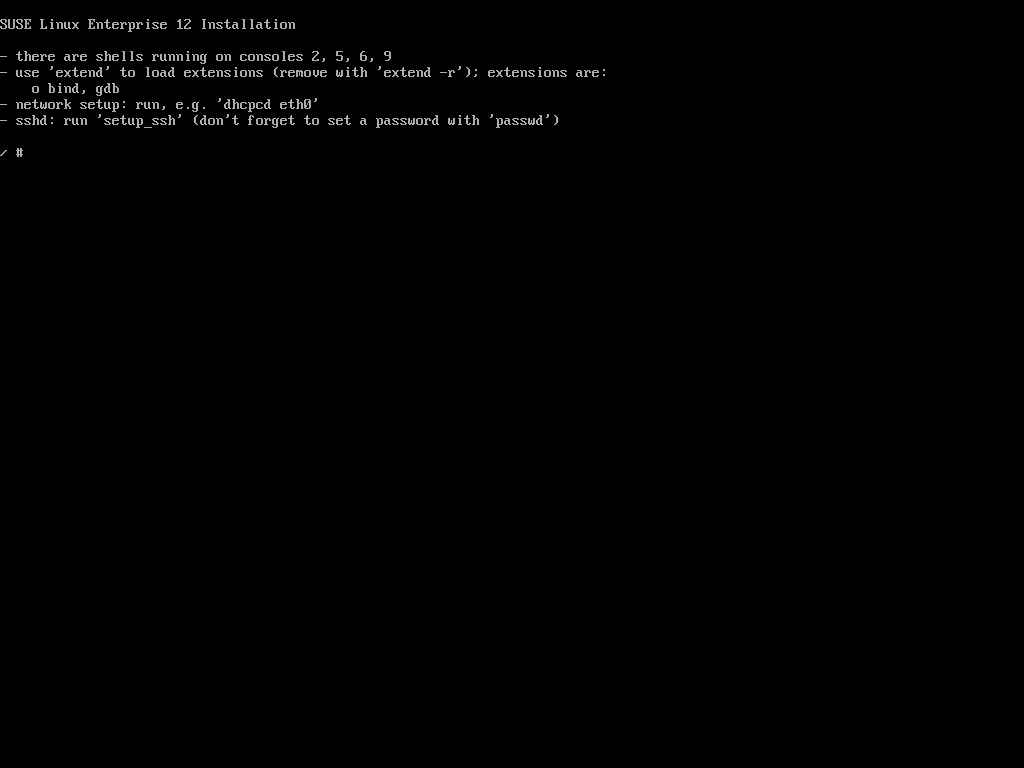 SUSE Linux Enterprise 12 Installation
- there are shells running on consoles 2, 5, 6, 9
- use 'extend' to load extensions (remove with 'extend -r'); extensions are:
o bind, gdb
- network setup: run, e.g. 'dhcpcd eth0'
- sshd: run 'setup_ssh' (don't forget to set a password with 'passwd')
/ #